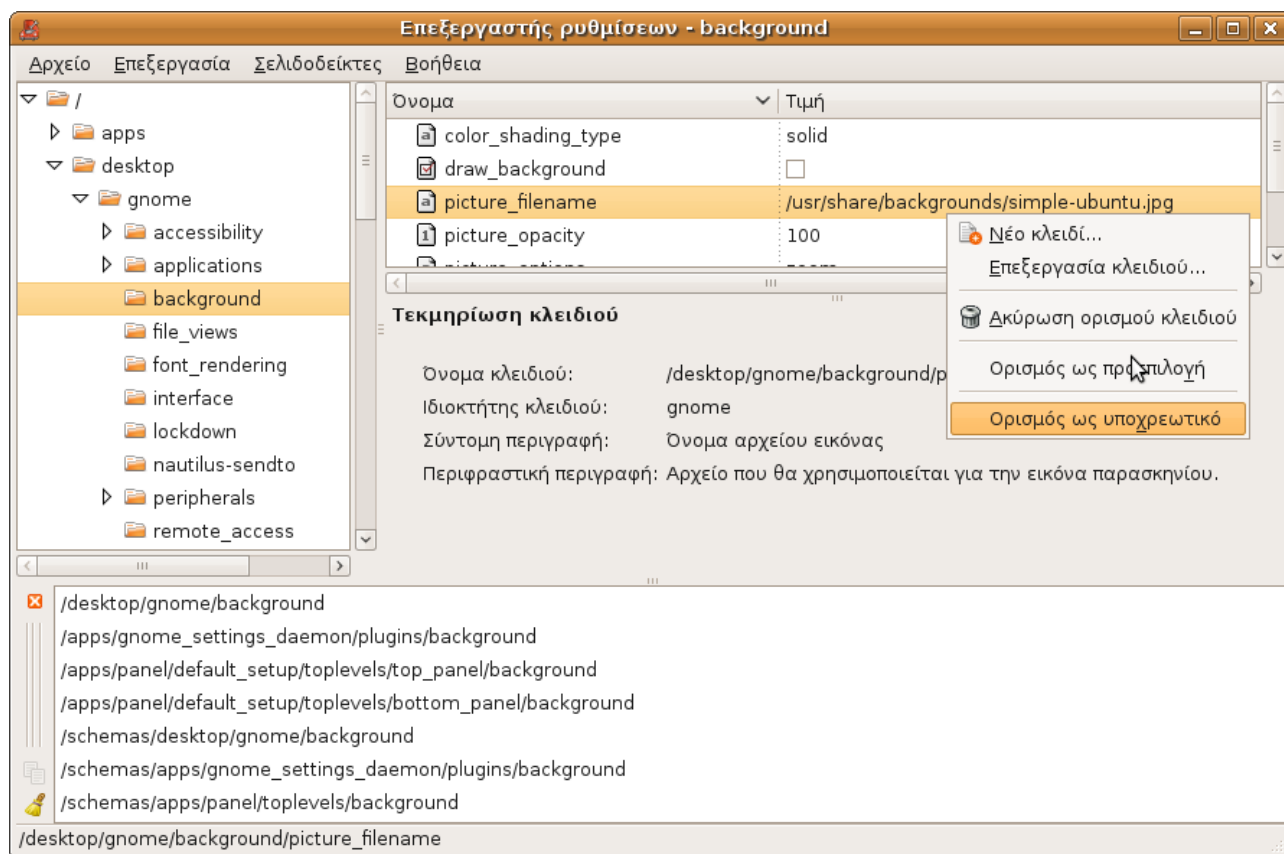 Επεξεργαστής ρυθμίσεων - background
Αρχείο Επεξεργασία Σελιδοδείκτες Βοήθεια
/
apps
desktop
gnome
accessibility
applications
background
file_views
font_rendering
interface
lockdown
nautilus-sendto
peripherals
remote_access
Όνομα Τιμή
color_shading_type solid
draw_background
picture_filename /usr/share/backgrounds/simple-ubuntu.jpg
picture_opacity 100
picture_options zoom
Νέο κλειδί...
Επεξεργασία κλειδιού...
Ακύρωση ορισμού κλειδιού
Ορισμός ως προεπιλογή
Ορισμός ως υποχρεωτικό
Τεκμηρίωση κλειδιού
Όνομα κλειδιού: /desktop/gnome/background/p
Ιδιοκτήτης κλειδιού: gnome
Σύντομη περιγραφή: Όνομα αρχείου εικόνας
Περιφραστική περιγραφή: Αρχείο που θα χρησιμοποιείται για την εικόνα παρασκηνίου.
/desktop/gnome/background
/apps/gnome_settings_daemon/plugins/background
/apps/panel/default_setup/toplevels/top_panel/background
/apps/panel/default_setup/toplevels/bottom_panel/background
/schemas/desktop/gnome/background
/schemas/apps/gnome_settings_daemon/plugins/background
/schemas/apps/panel/toplevels/background
/desktop/gnome/background/picture_filename